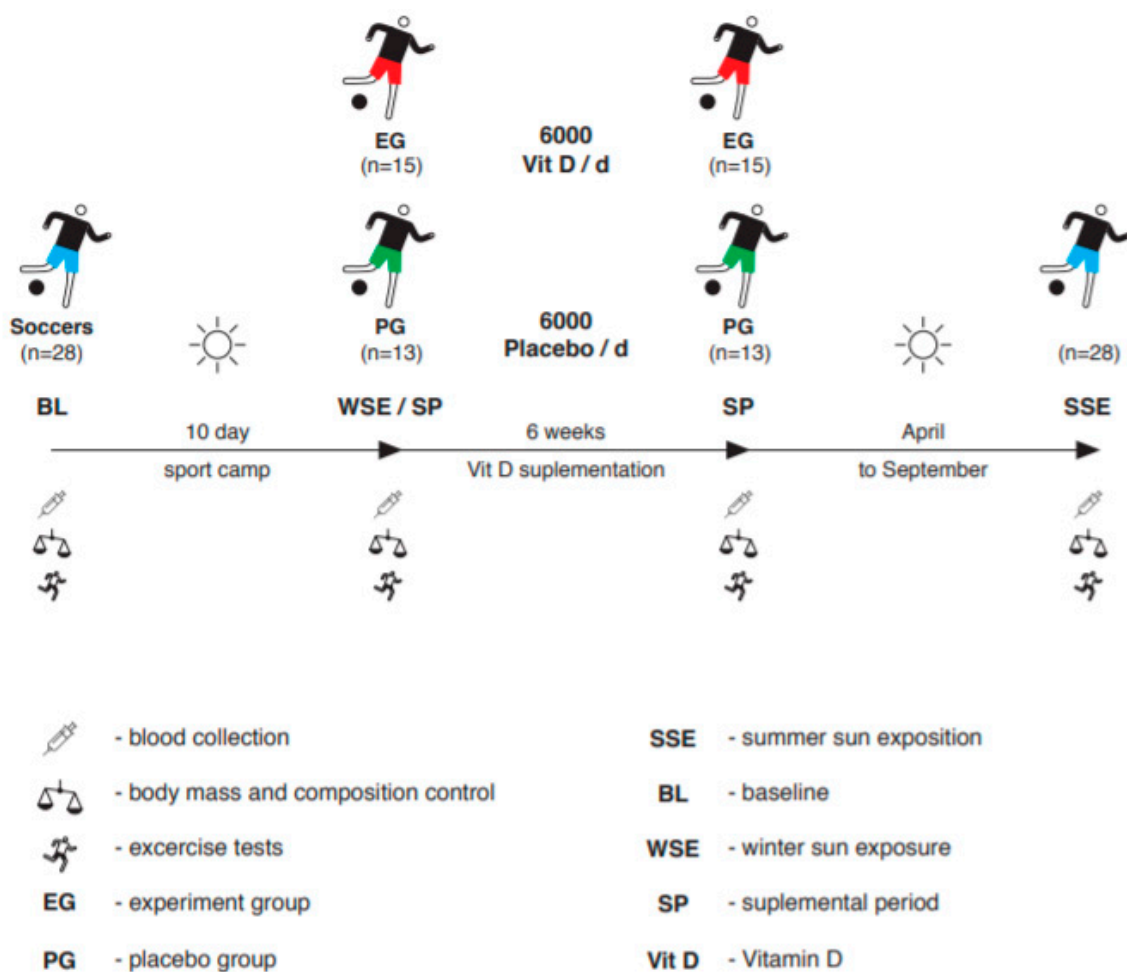 EG
(n=15)
6000
Vit D / d
EG
(n=15)
Soccers
(n=28)
PG
(n=13)
6000
Placebo / d
PG
(n=13)
(n=28)
BL
WSE / SP
SP
SSE
10 day
sport camp
6 weeks
Vit D suplementation
April
to September
- blood collection
- body mass and composition control
- excercise tests
EG - experiment group
PG - placebo group
SSE - summer sun exposition
BL - baseline
WSE - winter sun exposure
SP - suplemental period
Vit D - Vitamin D